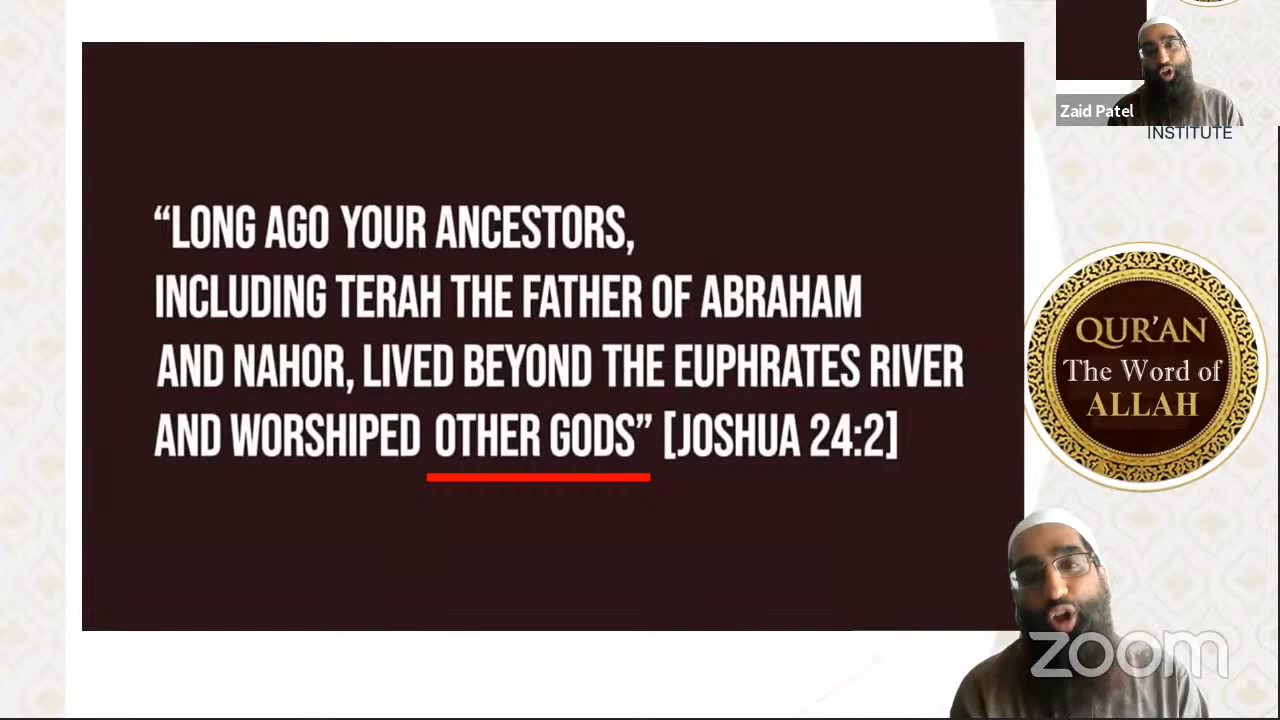 “LONG AGO YOUR ANCESTORS,
INCLUDING TERAH THE FATHER OF ABRAHAM
AND NAHOR, LIVED BEYOND THE EUPHRATES RIVER
AND WORSHIPED OTHER GODS” [JOSHUA 24:2]
Zaid Patel
INSTITUTE
QUR’AN
The Word of
ALLAH
zoom